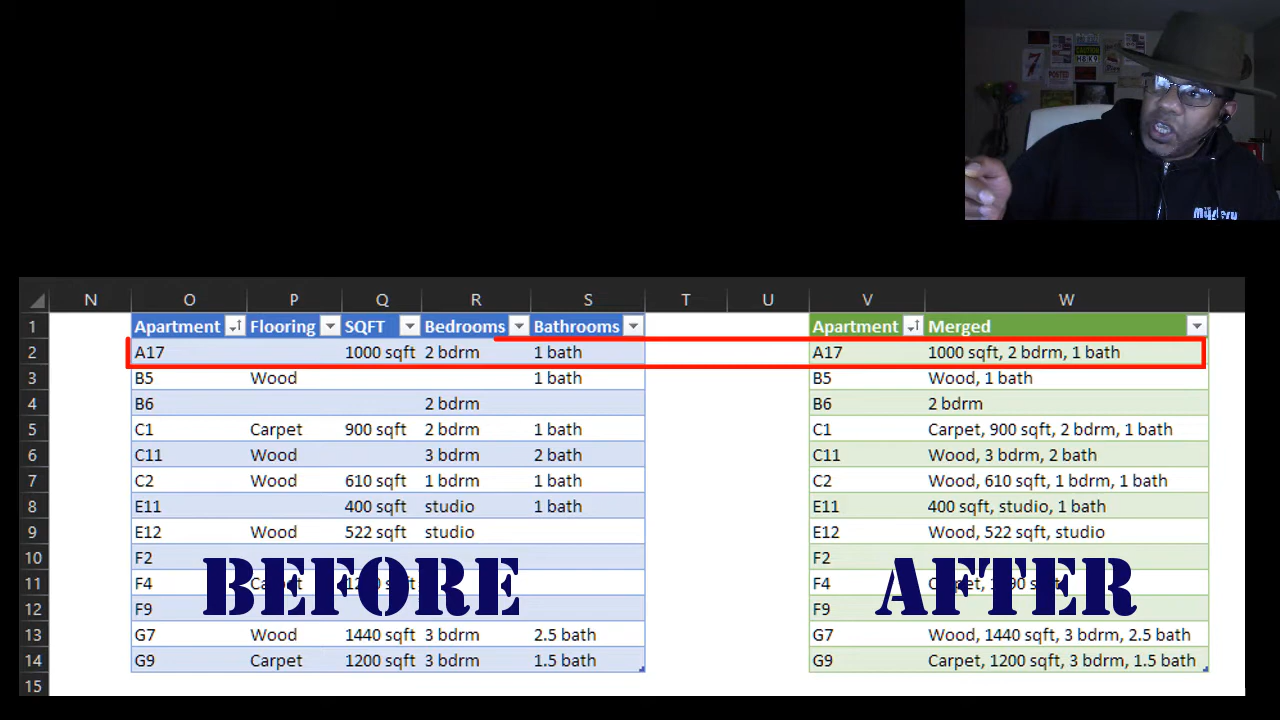 N O P Q R S T U V W
1 Apartment Flooring SQFT Bedrooms Bathrooms Apartment Merged
2 A17 1000 sqft 2 bdrm 1 bath A17 1000 sqft, 2 bdrm, 1 bath
3 B5 Wood 1 bath B5 Wood, 1 bath
4 B6 2 bdrm B6 2 bdrm
5 C1 Carpet 900 sqft 2 bdrm 1 bath C1 Carpet, 900 sqft, 2 bdrm, 1 bath
6 C11 Wood 3 bdrm 2 bath C11 Wood, 3 bdrm, 2 bath
7 C2 Wood 610 sqft 1 bdrm 1 bath C2 Wood, 610 sqft, 1 bdrm, 1 bath
8 E11 400 sqft studio 1 bath E11 400 sqft, studio, 1 bath
9 E12 Wood 522 sqft studio E12 Wood, 522 sqft, studio
10 F2 F2
11 F4 F4
BEFORE AFTER
12 F9 F9
13 G7 Wood 1440 sqft 3 bdrm 2.5 bath G7 Wood, 1440 sqft, 3 bdrm, 2.5 bath
14 G9 Carpet 1200 sqft 3 bdrm 1.5 bath G9 Carpet, 1200 sqft, 3 bdrm, 1.5 bath
15